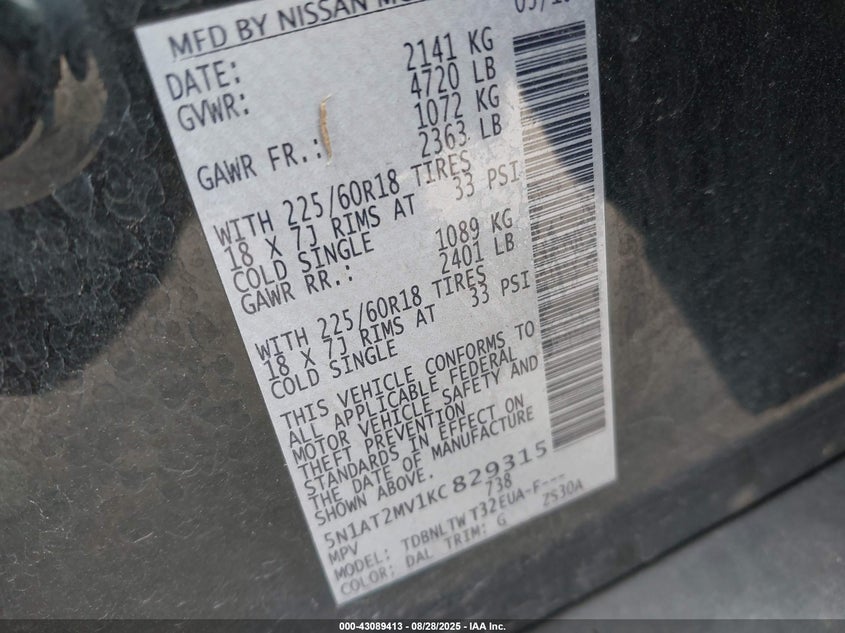 MFD BY NISSAN
DATE:
GVWR: 2141 KG
4720 LB
GAWR FR.: 1072 KG
2363 LB
WITH 225/60R18 TIRES
18 X 7J RIMS AT 33 PSI
COLD SINGLE
GAWR RR.: 1089 KG
2401 LB
WITH 225/60R18 TIRES
18 X 7J RIMS AT 33 PSI
COLD SINGLE
THIS VEHICLE CONFORMS TO
ALL APPLICABLE FEDERAL
MOTOR VEHICLE SAFETY AND
THEFT PREVENTION
STANDARDS IN EFFECT ON
THE DATE OF MANUFACTURE
SHOWN ABOVE.
5N1AT2MV1KC829315
MPV 738
MODEL: TDBNLTW T32EUA-F---
COLOR: DAL TRIM: G 2S30A
000-43089413 - 08/28/2025 - IAA Inc.